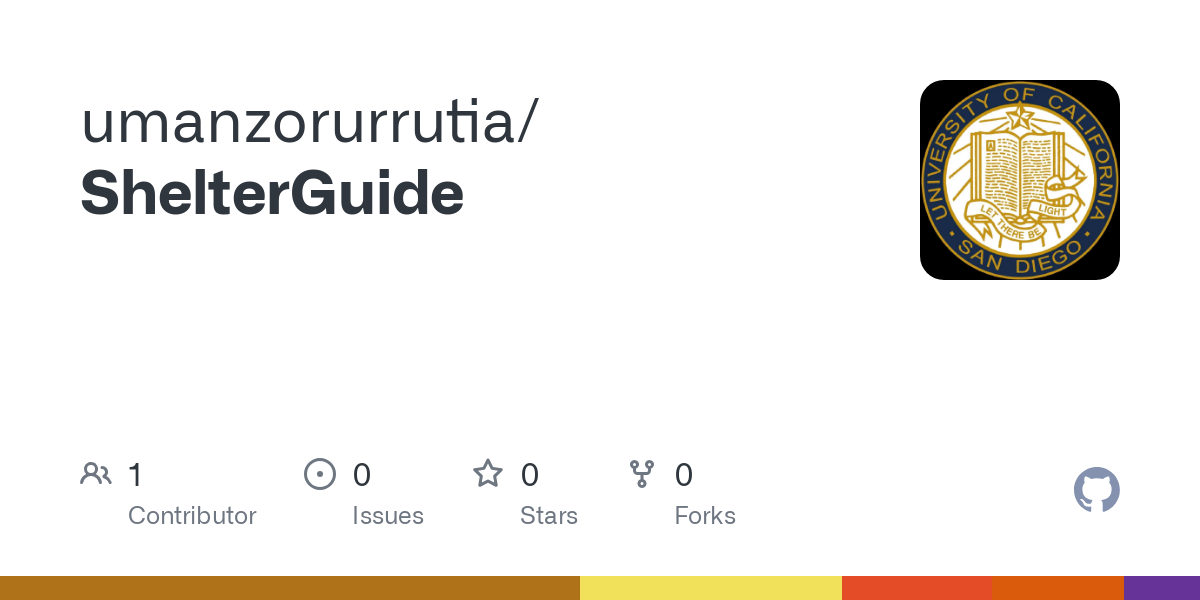 umanzorurrutia/
ShelterGuide
UNIVERSITY OF CALIFORNIA
SAN DIEGO
A
LET THERE BE LIGHT
1
Contributor
0
Issues
0
Stars
0
Forks